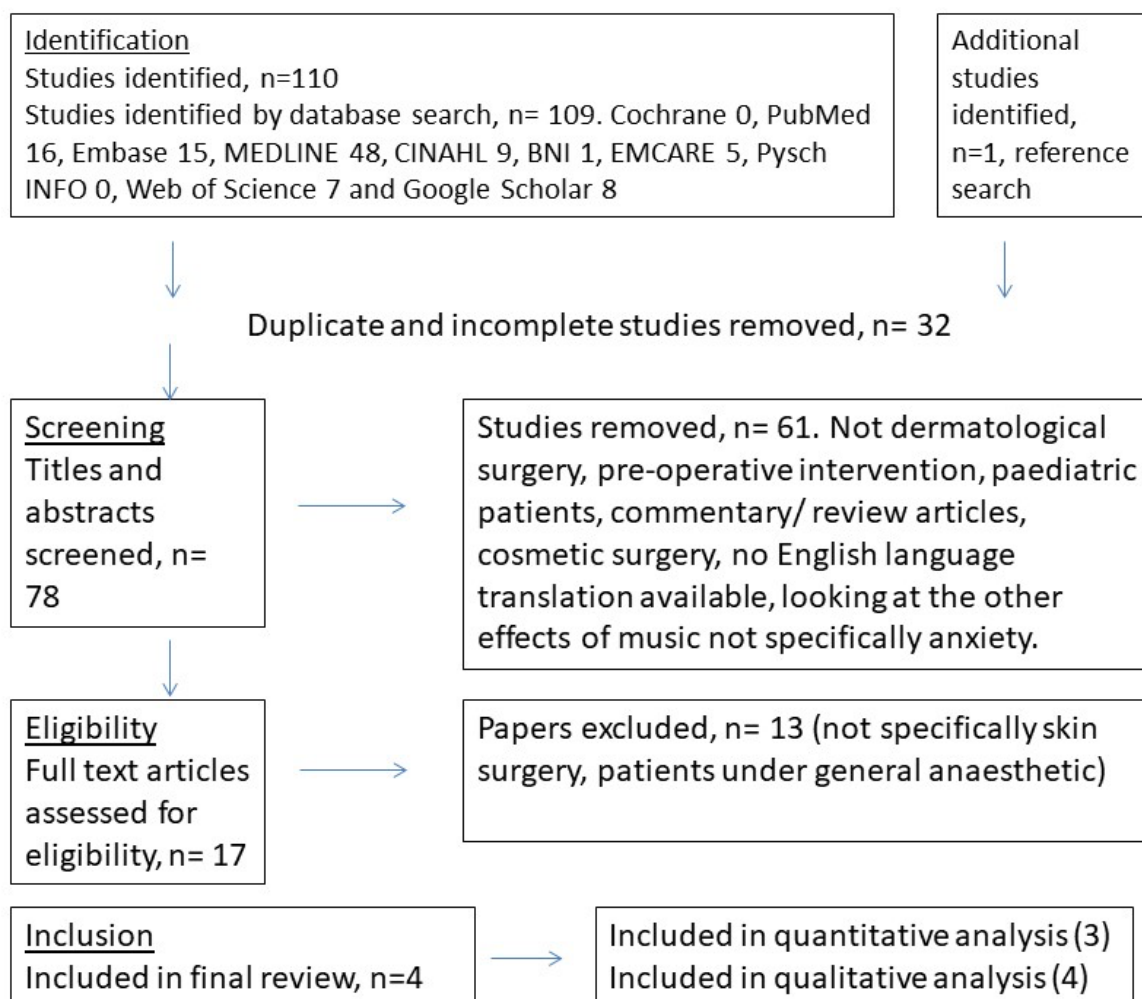 Identification
Studies identified, n=110
Studies identified by database search, n= 109. Cochrane 0, PubMed
16, Embase 15, MEDLINE 48, CINAHL 9, BNI 1, EMCARE 5, Pysch
INFO 0, Web of Science 7 and Google Scholar 8
Additional
studies
identified,
n=1, reference
search
Duplicate and incomplete studies removed, n= 32
Screening
Titles and
abstracts
screened, n=
78
Studies removed, n= 61. Not dermatological
surgery, pre-operative intervention, paediatric
patients, commentary/ review articles,
cosmetic surgery, no English language
translation available, looking at the other
effects of music not specifically anxiety.
Eligibility
Full text articles
assessed for
eligibility, n= 17
Papers excluded, n= 13 (not specifically skin
surgery, patients under general anaesthetic)
Inclusion
Included in final review, n=4
Included in quantitative analysis (3)
Included in qualitative analysis (4)